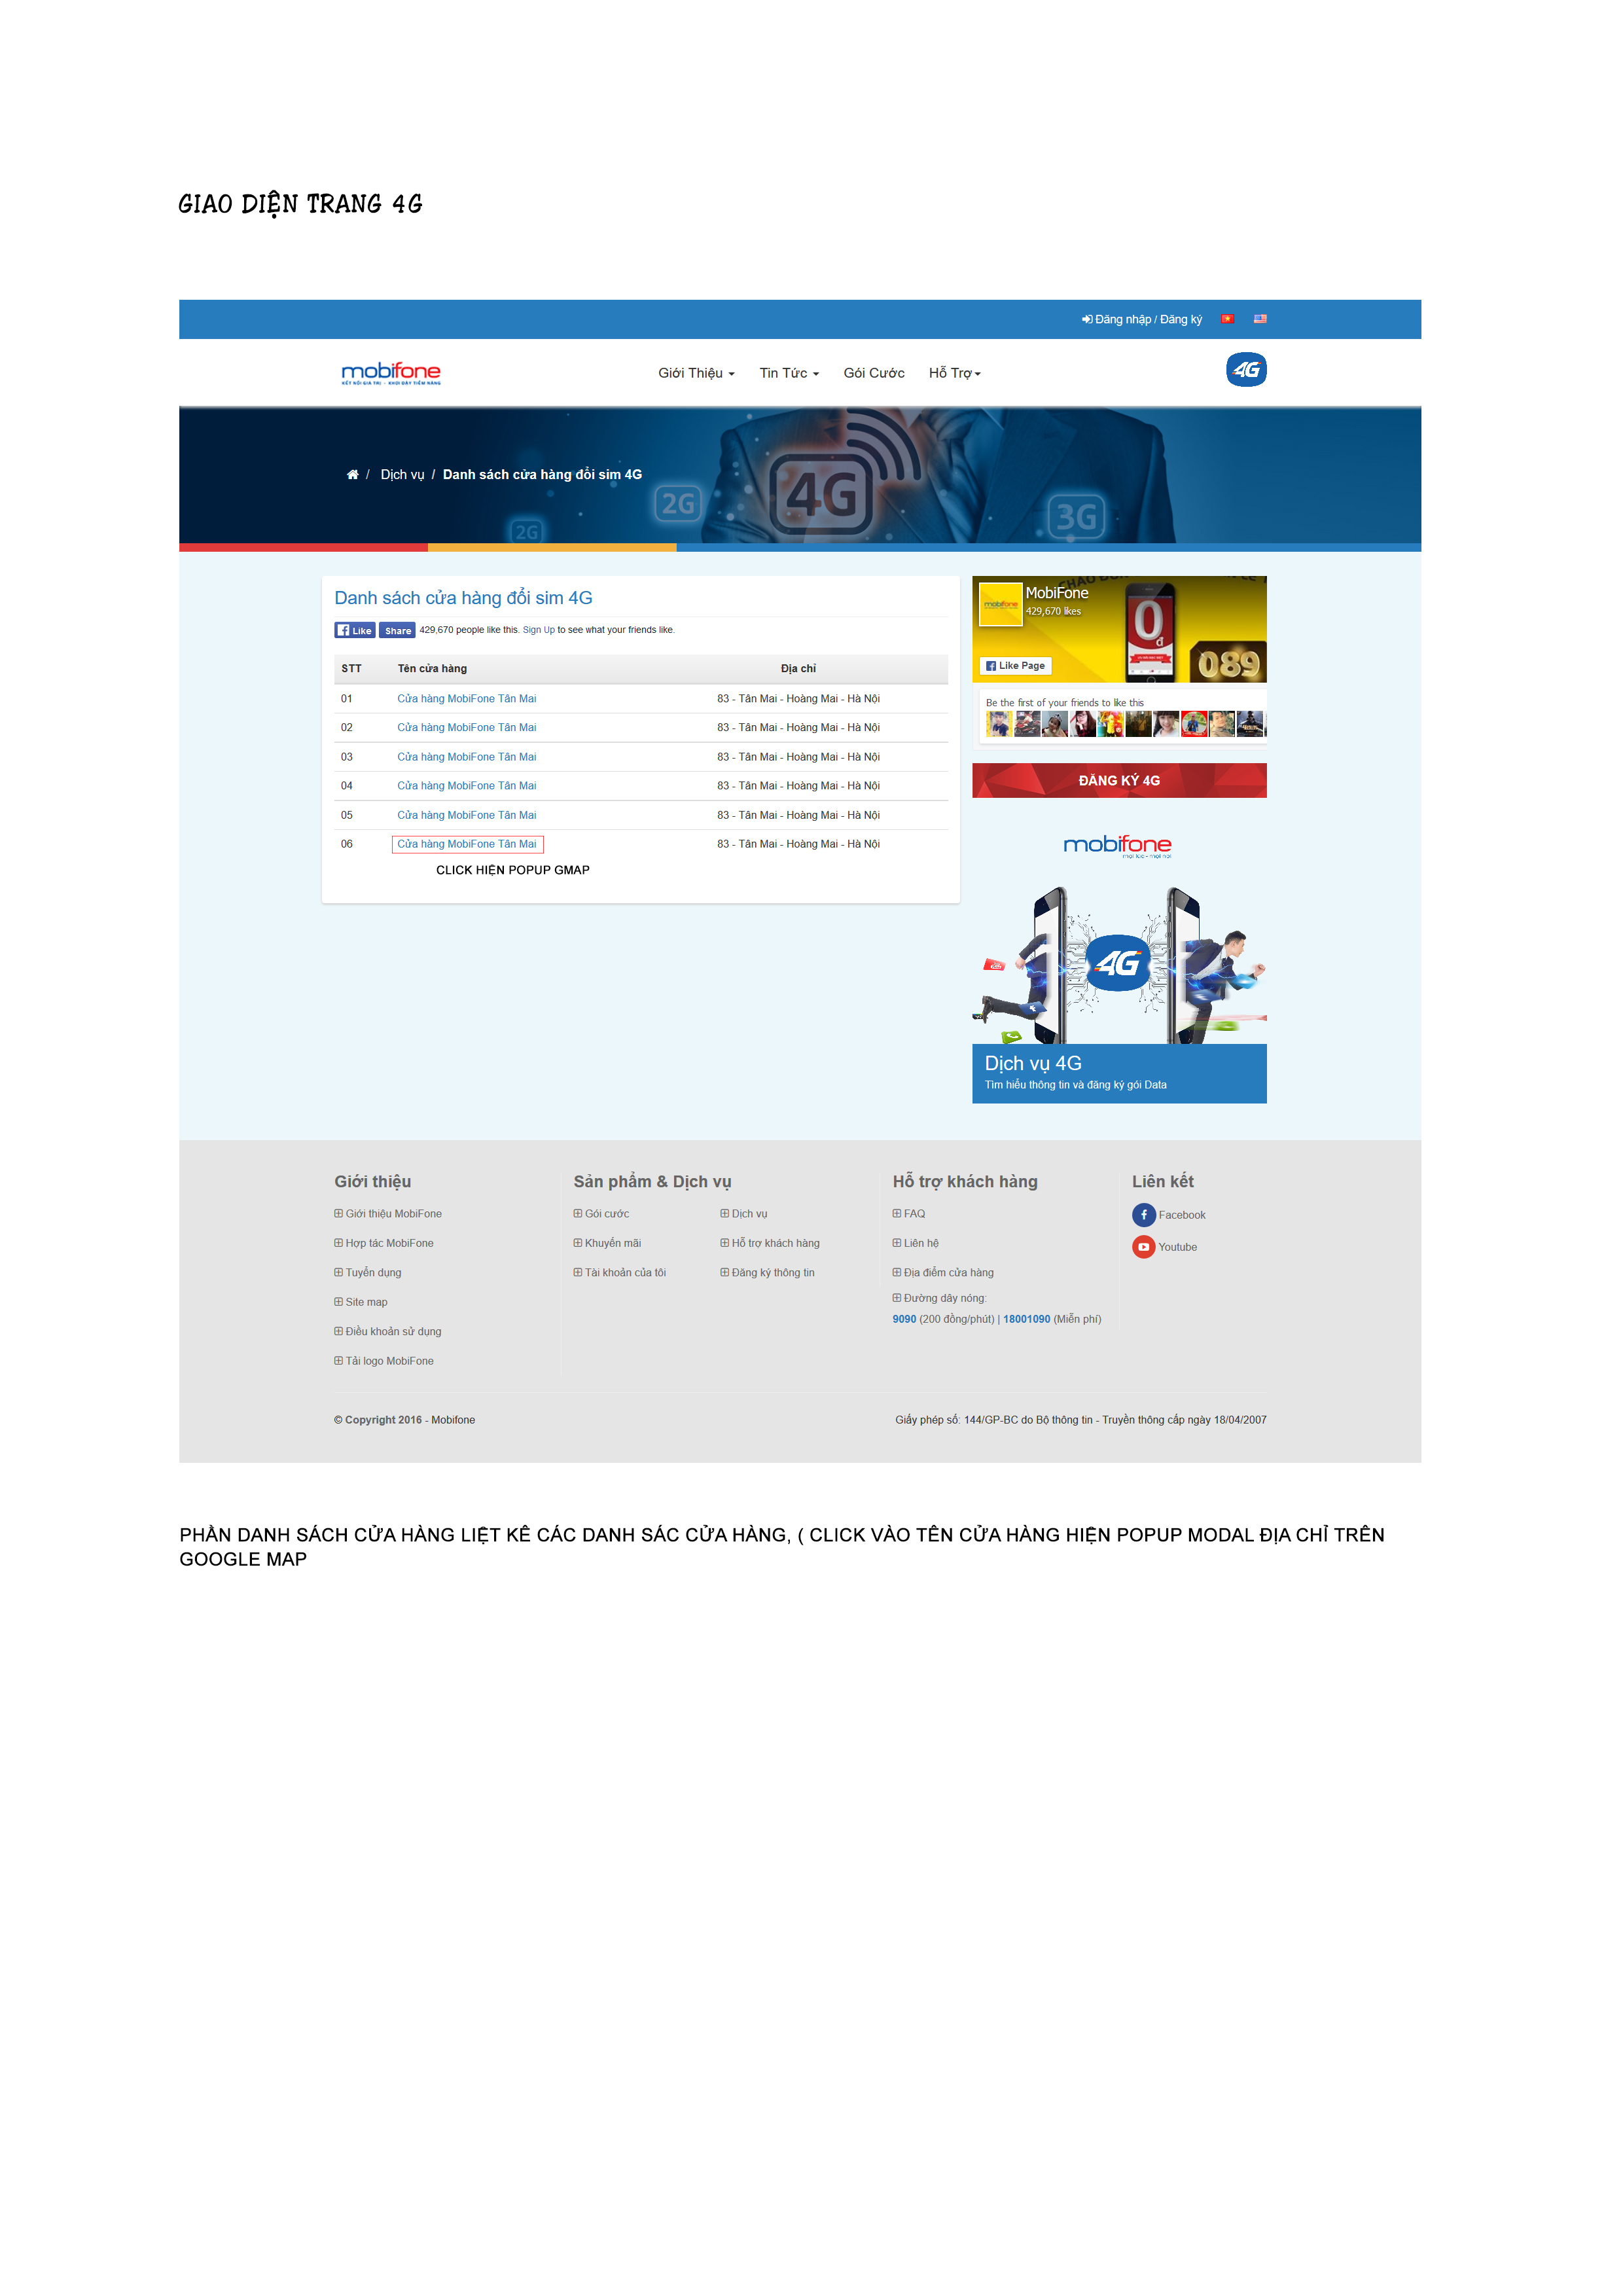 GIAO DIỆN TRANG 4G
Đăng nhập / Đăng ký
mobifone
KẾT NỐI GIÁ TRỊ - KHƠI DẬY TIỀM NĂNG
Giới Thiệu
Tin Tức
Gói Cước
Hỗ Trợ
4G
/ Dịch vụ / Danh sách cửa hàng đổi sim 4G
2G
2G
4G
3G
Danh sách cửa hàng đổi sim 4G
Like Share 429,670 people like this. Sign Up to see what your friends like.
STT Tên cửa hàng Địa chỉ
01 Cửa hàng MobiFone Tân Mai 83 - Tân Mai - Hoàng Mai - Hà Nội
02 Cửa hàng MobiFone Tân Mai 83 - Tân Mai - Hoàng Mai - Hà Nội
03 Cửa hàng MobiFone Tân Mai 83 - Tân Mai - Hoàng Mai - Hà Nội
04 Cửa hàng MobiFone Tân Mai 83 - Tân Mai - Hoàng Mai - Hà Nội
05 Cửa hàng MobiFone Tân Mai 83 - Tân Mai - Hoàng Mai - Hà Nội
06 Cửa hàng MobiFone Tân Mai 83 - Tân Mai - Hoàng Mai - Hà Nội
CLICK HIỆN POPUP GMAP
mobifone
MobiFone
429,670 likes
0đ
089
Like Page
Be the first of your friends to like this
ĐĂNG KÝ 4G
mobifone
mọi lúc - mọi nơi
4G
Dịch vụ 4G
Tìm hiểu thông tin và đăng ký gói Data
Giới thiệu
Giới thiệu MobiFone
Hợp tác MobiFone
Tuyển dụng
Site map
Điều khoản sử dụng
Tải logo MobiFone
Sản phẩm & Dịch vụ
Gói cước
Khuyến mãi
Tài khoản của tôi
Dịch vụ
Hỗ trợ khách hàng
Đăng ký thông tin
Hỗ trợ khách hàng
FAQ
Liên hệ
Địa điểm cửa hàng
Đường dây nóng:
9090 (200 đồng/phút) | 18001090 (Miễn phí)
Liên kết
Facebook
Youtube
© Copyright 2016 - Mobifone
Giấy phép số: 144/GP-BC do Bộ thông tin - Truyền thông cấp ngày 18/04/2007
PHẦN DANH SÁCH CỬA HÀNG LIỆT KÊ CÁC DANH SÁC CỬA HÀNG, ( CLICK VÀO TÊN CỬA HÀNG HIỆN POPUP MODAL ĐỊA CHỈ TRÊN
GOOGLE MAP